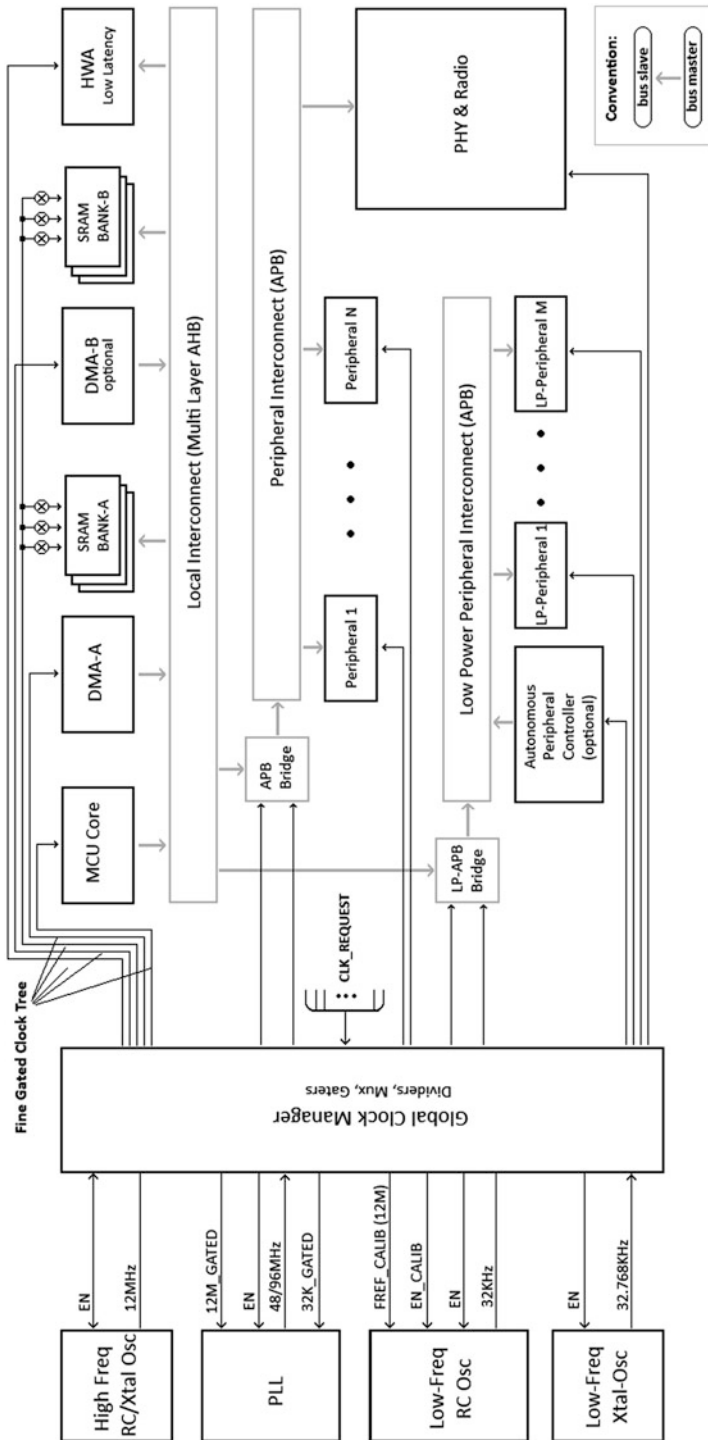 Fine Gated Clock Tree
High Freq
RC/Xtal Osc
EN
12MHz
PLL
12M_GATED
EN
48/96MHz
32K_GATED
Low-Freq
RC Osc
FREF_CALIB (12M)
EN_CALIB
EN
32KHz
Low-Freq
Xtal-Osc
EN
32.768KHz
Global Clock Manager
Dividers, Mux, Gaters
CLK_REQUEST
MCU Core
DMA-A
SRAM
BANK-A
DMA-B
optional
SRAM
BANK-B
HWA
Low Latency
Local Interconnect (Multi Layer AHB)
APB
Bridge
Peripheral Interconnect (APB)
Peripheral 1
Peripheral N
PHY & Radio
LP-APB
Bridge
Low Power Peripheral Interconnect (APB)
Autonomous
Peripheral
Controller
(optional)
LP-Peripheral 1
LP-Peripheral M
Convention:
bus slave
bus master